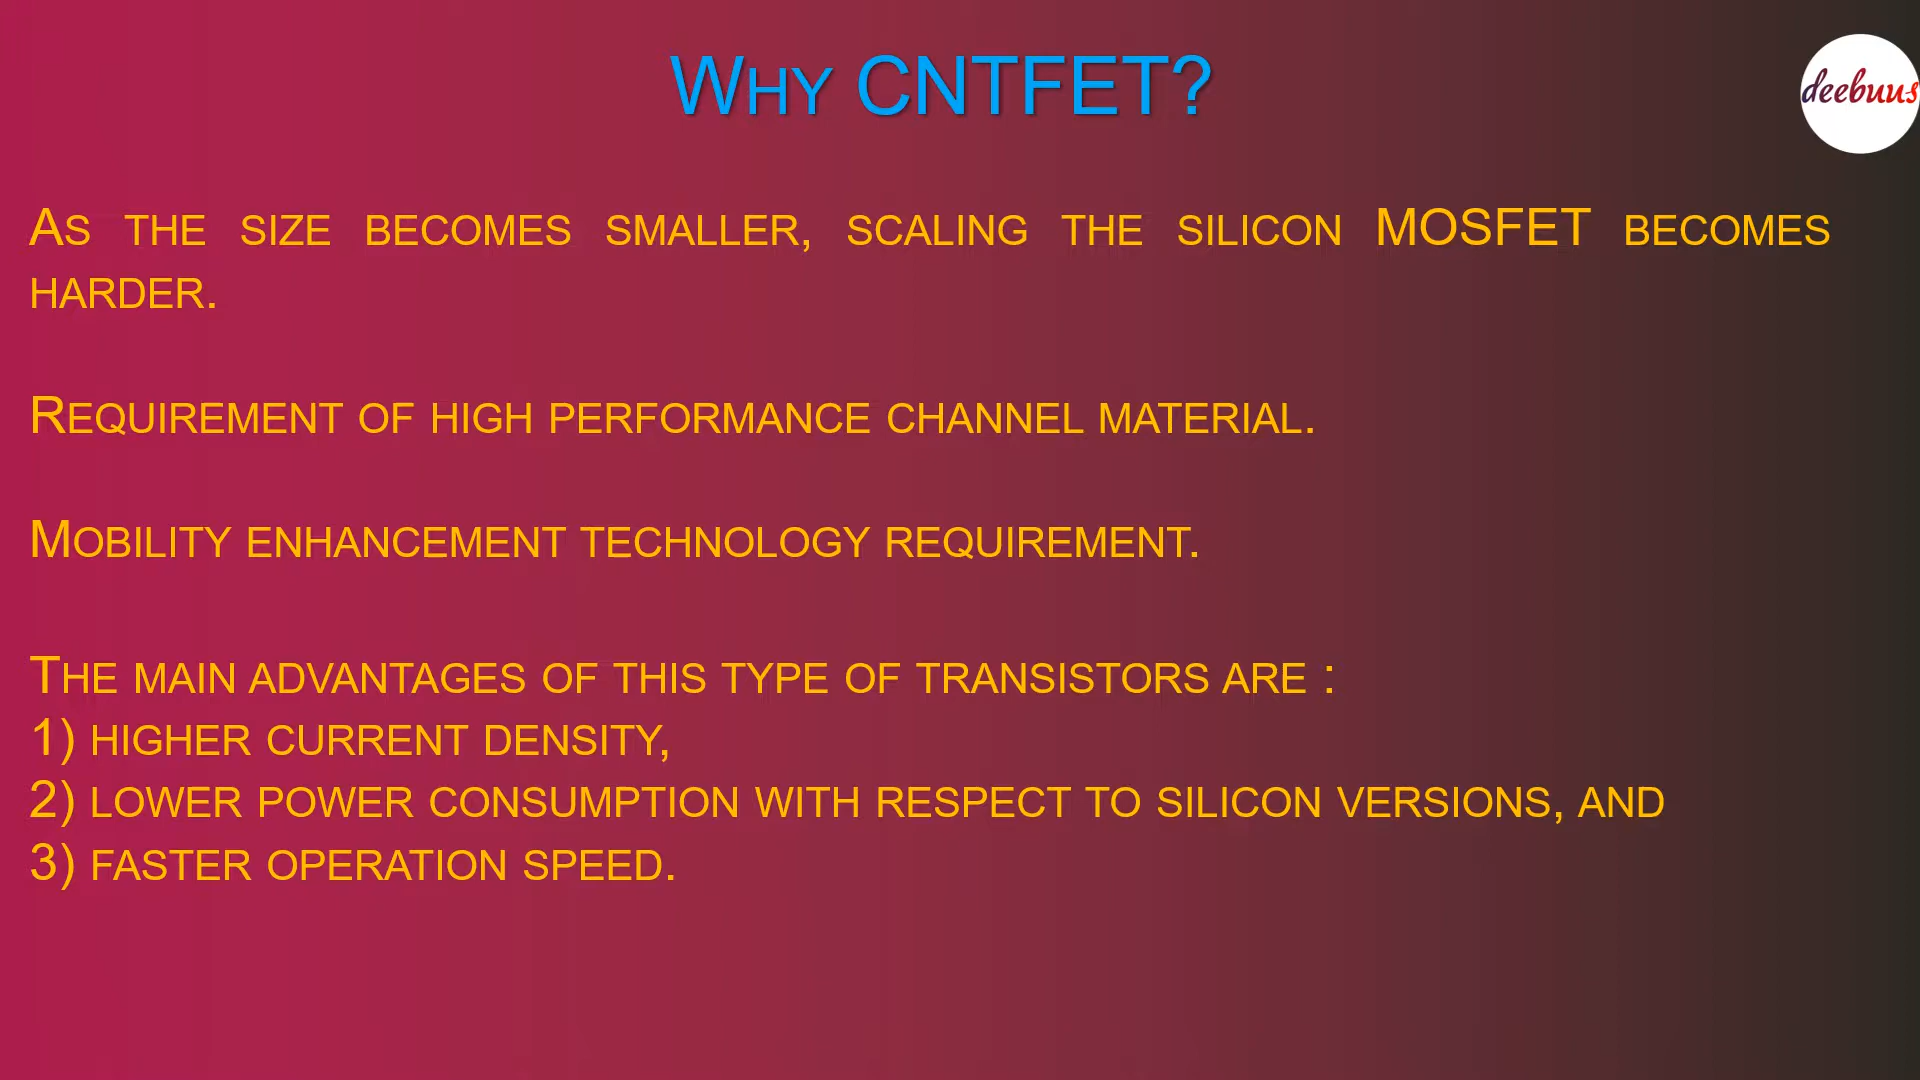 WHY CNTFET?
deebuus
AS THE SIZE BECOMES SMALLER, SCALING THE SILICON MOSFET BECOMES
HARDER.
REQUIREMENT OF HIGH PERFORMANCE CHANNEL MATERIAL.
MOBILITY ENHANCEMENT TECHNOLOGY REQUIREMENT.
THE MAIN ADVANTAGES OF THIS TYPE OF TRANSISTORS ARE :
1) HIGHER CURRENT DENSITY,
2) LOWER POWER CONSUMPTION WITH RESPECT TO SILICON VERSIONS, AND
3) FASTER OPERATION SPEED.